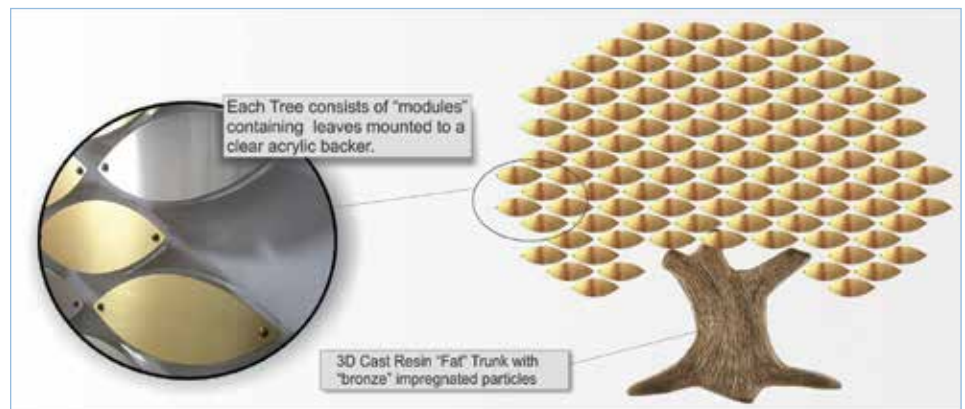 Each Tree consists of “modules”
containing leaves mounted to a
clear acrylic backer.
3D Cast Resin “Fat” Trunk with
“bronze” impregnated particles